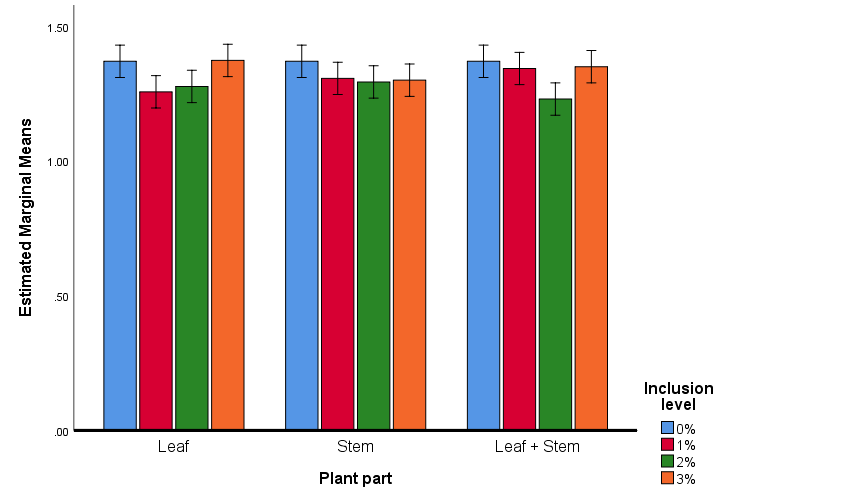 1.50
1.00
.50
.00
Estimated Marginal Means
Leaf
Stem
Leaf + Stem
Plant part
Inclusion
level
0%
1%
2%
3%